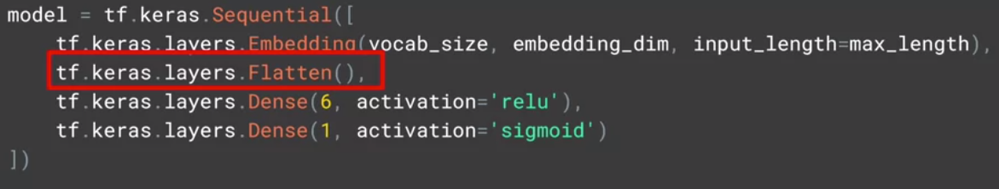 model = tf.keras.Sequential([
    tf.keras.layers.Embedding(vocab_size, embedding_dim, input_length=max_length),
    tf.keras.layers.Flatten(),
    tf.keras.layers.Dense(6, activation='relu'),
    tf.keras.layers.Dense(1, activation='sigmoid')
])